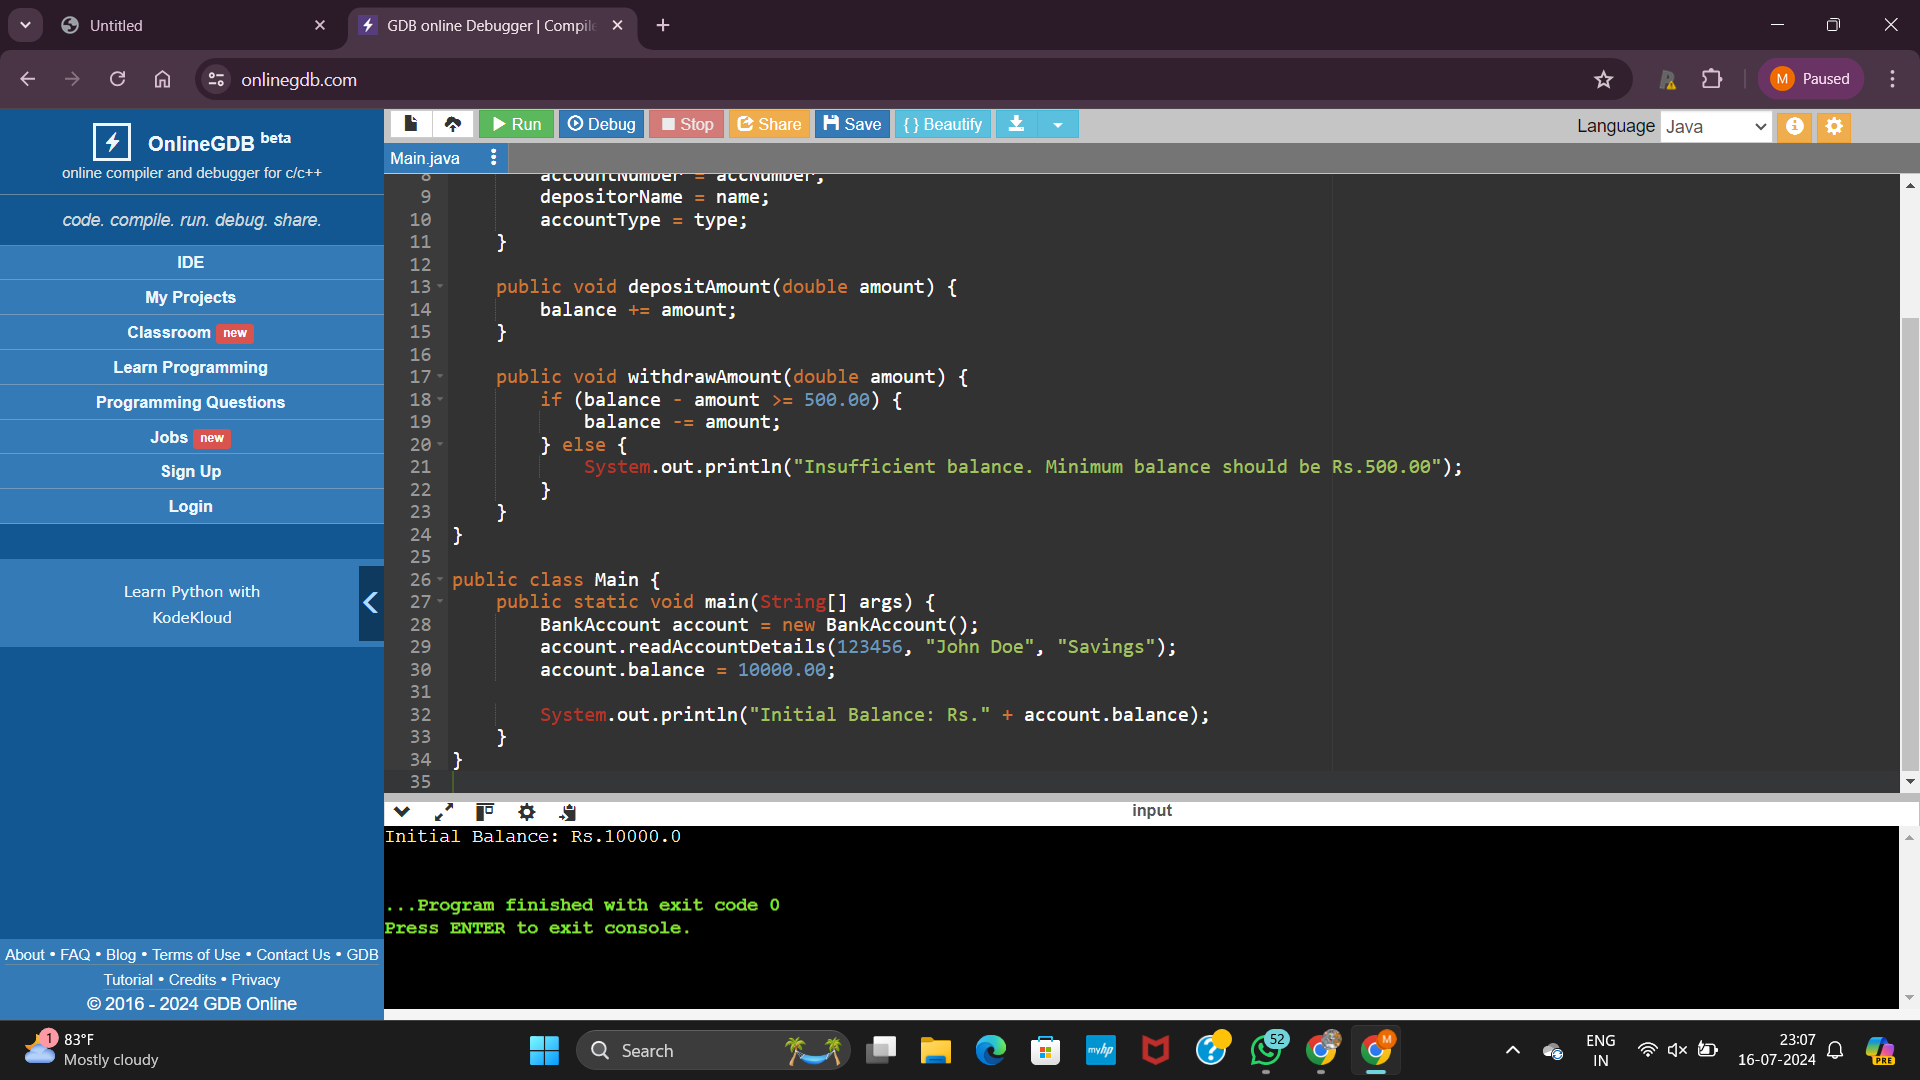 Untitled
GDB online Debugger | Compile
onlinegdb.com
M Paused
OnlineGDB beta
online compiler and debugger for c/c++
code. compile. run. debug. share.
IDE
My Projects
Classroom new
Learn Programming
Programming Questions
Jobs new
Sign Up
Login
Learn Python with
KodeKloud
About • FAQ • Blog • Terms of Use • Contact Us • GDB
Tutorial • Credits • Privacy
© 2016 - 2024 GDB Online
Run Debug Stop Share Save { } Beautify
Language Java
Main.java
8 accountNumber = accNumber;
9 depositorName = name;
10 accountType = type;
11 }
12
13 public void depositAmount(double amount) {
14 balance += amount;
15 }
16
17 public void withdrawAmount(double amount) {
18 if (balance - amount >= 500.00) {
19 balance -= amount;
20 } else {
21 System.out.println("Insufficient balance. Minimum balance should be Rs.500.00");
22 }
23 }
24 }
25
26 public class Main {
27 public static void main(String[] args) {
28 BankAccount account = new BankAccount();
29 account.readAccountDetails(123456, "John Doe", "Savings");
30 account.balance = 10000.00;
31
32 System.out.println("Initial Balance: Rs." + account.balance);
33 }
34 }
35
input
Initial Balance: Rs.10000.0
...Program finished with exit code 0
Press ENTER to exit console.
1
83°F
Mostly cloudy
Search
myhp
52
M
ENG
IN
23:07
16-07-2024
PRE